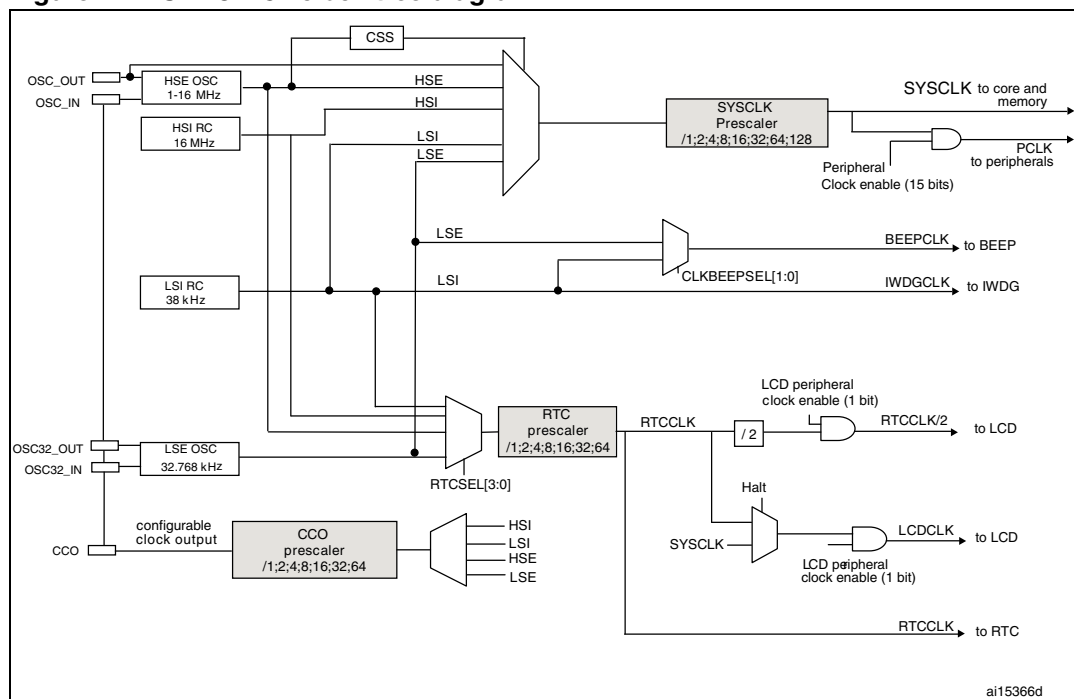 CSS
OSC_OUT
HSE OSC
1-16 MHz
OSC_IN
HSE
HSI
HSI RC
16 MHz
LSI
LSE
SYSCLK
Prescaler
/1;2;4;8;16;32;64;128
SYSCLK to core and
memory
PCLK
to peripherals
Peripheral
Clock enable (15 bits)
LSE
BEEPCLK to BEEP
CLKBEEPSEL[1:0]
LSI RC
38 kHz
LSI
IWDGCLK to IWDG
LCD peripheral
clock enable (1 bit)
RTC
prescaler
/1;2;4;8;16;32;64
RTCCLK
/ 2
RTCCLK/2 to LCD
OSC32_OUT
LSE OSC
32.768 kHz
OSC32_IN
RTCSEL[3:0]
Halt
configurable
clock output
CCO
CCO
prescaler
/1;2;4;8;16;32;64
HSI
LSI
HSE
LSE
SYSCLK
LCDCLK to LCD
LCD peripheral
clock enable (1 bit)
RTCCLK to RTC
ai15366d